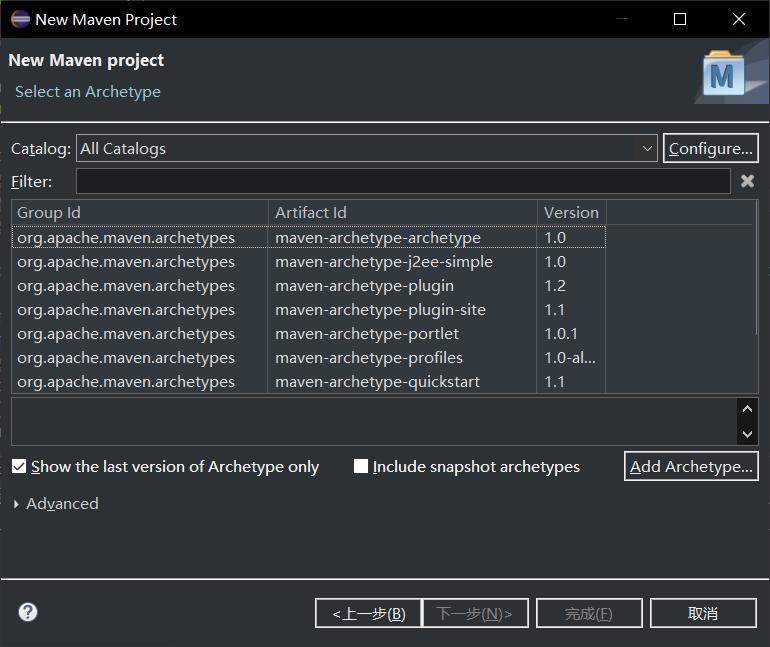 New Maven Project
New Maven project
Select an Archetype
M
Catalog: All Catalogs Configure...
Filter:
Group Id Artifact Id Version
org.apache.maven.archetypes maven-archetype-archetype 1.0
org.apache.maven.archetypes maven-archetype-j2ee-simple 1.0
org.apache.maven.archetypes maven-archetype-plugin 1.2
org.apache.maven.archetypes maven-archetype-plugin-site 1.1
org.apache.maven.archetypes maven-archetype-portlet 1.0.1
org.apache.maven.archetypes maven-archetype-profiles 1.0-al...
org.apache.maven.archetypes maven-archetype-quickstart 1.1
Show the last version of Archetype only Include snapshot archetypes Add Archetype...
Advanced
? <上一步(B) 下一步(N)> 完成(F) 取消